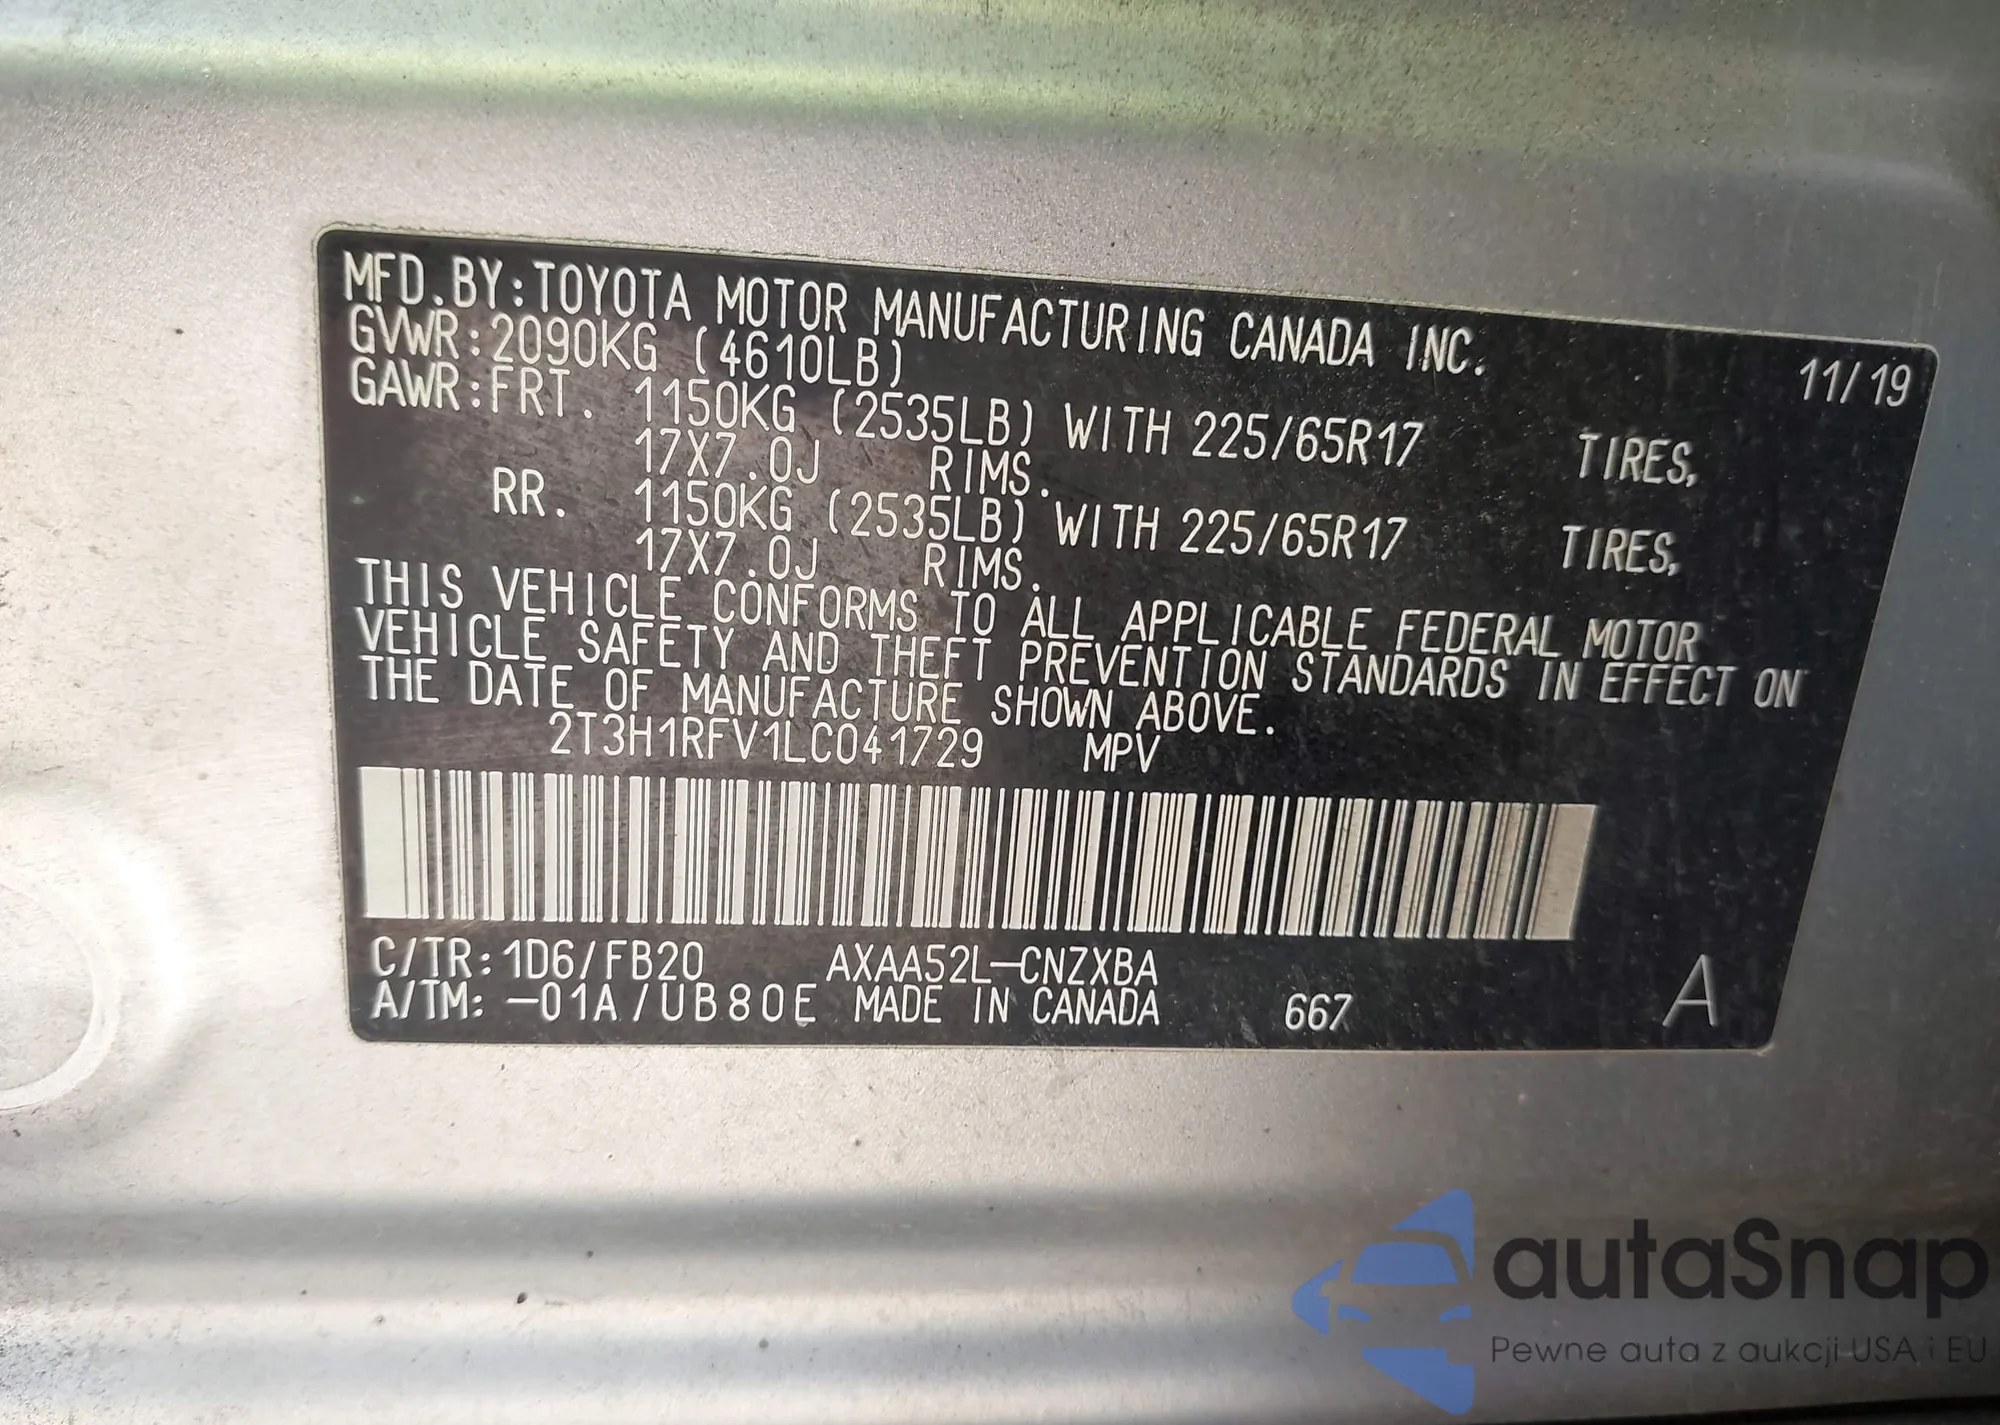 MFD.BY:TOYOTA MOTOR MANUFACTURING CANADA INC. 11/19
GVWR:2090KG (4610LB)
GAWR:FRT. 1150KG (2535LB) WITH 225/65R17 TIRES,
17X7.0J RIMS.
RR. 1150KG (2535LB) WITH 225/65R17 TIRES,
17X7.0J RIMS.
THIS VEHICLE CONFORMS TO ALL APPLICABLE FEDERAL MOTOR
VEHICLE SAFETY AND THEFT PREVENTION STANDARDS IN EFFECT ON
THE DATE OF MANUFACTURE SHOWN ABOVE.
2T3H1RFV1LC041729 MPV
C/TR:1D6/FB20 AXAA52L-CNZXBA
A/TM:-01A/UB80E MADE IN CANADA 667 A
autaSnap
Pewne auta z aukcji USA i EU